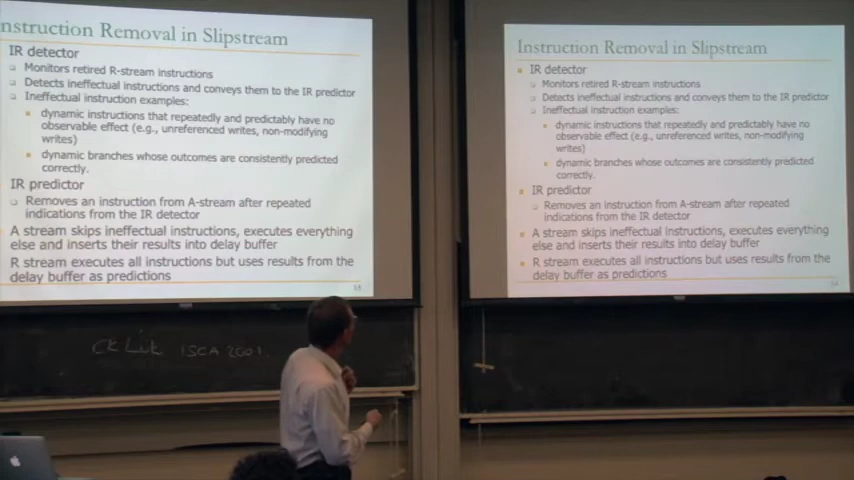 nstruction Removal in Slipstream
IR detector
Monitors retired R-stream instructions
Detects ineffectual instructions and conveys them to the IR predictor
Ineffectual instruction examples:
dynamic instructions that repeatedly and predictably have no
observable effect (e.g., unreferenced writes, non-modifying
writes)
dynamic branches whose outcomes are consistently predicted
correctly.
IR predictor
Removes an instruction from A-stream after repeated
indications from the IR detector
A stream skips ineffectual instructions, executes everything
else and inserts their results into delay buffer
R stream executes all instructions but uses results from the
delay buffer as predictions
Instruction Removal in Slipstream
IR detector
Monitors retired R-stream instructions
Detects ineffectual instructions and conveys them to the IR predictor
Ineffectual instruction examples:
dynamic instructions that repeatedly and predictably have no
observable effect (e.g., unreferenced writes, non-modifying
writes)
dynamic branches whose outcomes are consistently predicted
correctly.
IR predictor
Removes an instruction from A-stream after repeated
indications from the IR detector
A stream skips ineffectual instructions, executes everything
else and inserts their results into delay buffer
R stream executes all instructions but uses results from the
delay buffer as predictions
CK Luk ISCA 2001.